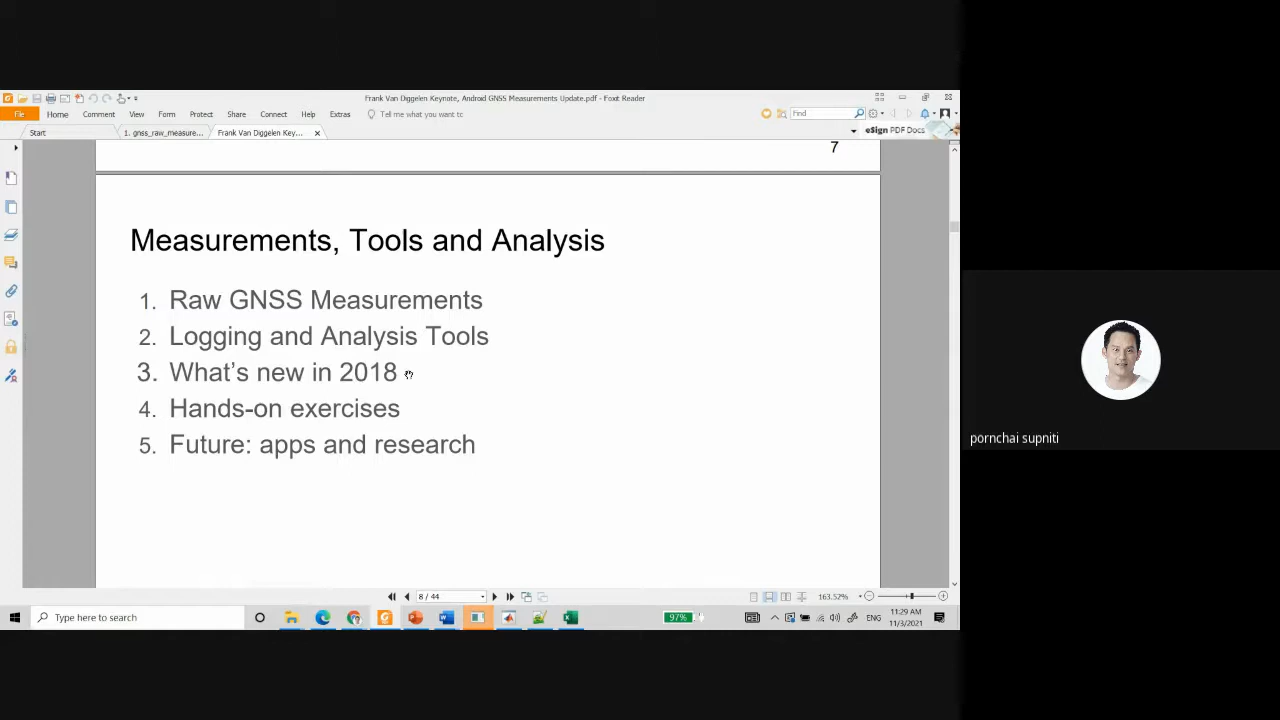 Frank Van Diggelen Keynote, Android GNSS Measurements Update.pdf - Foxit Reader
File Home Comment View Form Protect Share Connect Help Extras Tell me what you want tc Find
Start 1. gnss_raw_measure... Frank Van Diggelen Key... eSign PDF Docs
7
Measurements, Tools and Analysis
1. Raw GNSS Measurements
2. Logging and Analysis Tools
3. What's new in 2018
4. Hands-on exercises
5. Future: apps and research
pornchai supniti
8 / 44 163.52%
Type here to search 97% ENG 11:29 AM
11/3/2021